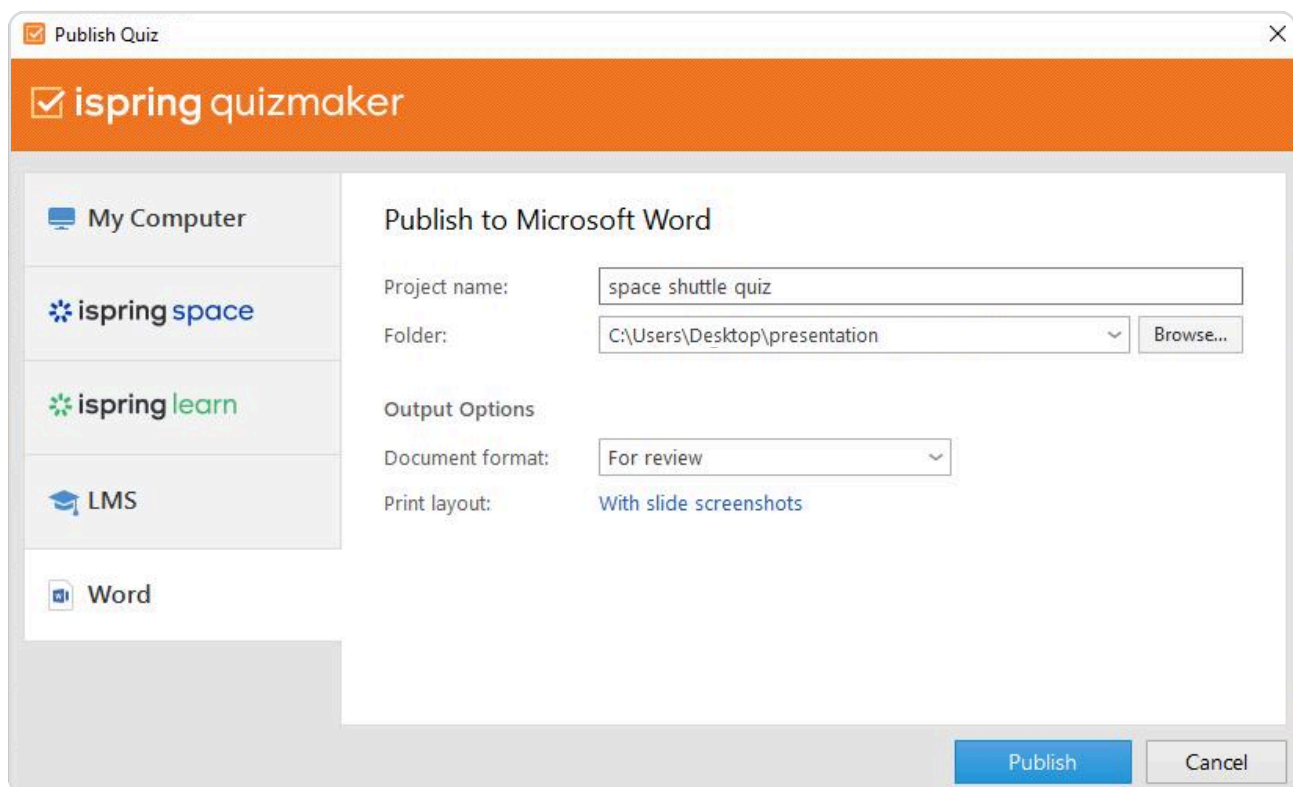 Publish Quiz
ispring quizmaker
My Computer
ispring space
ispring learn
LMS
Word
Publish to Microsoft Word
Project name: space shuttle quiz
Folder: C:\Users\Desktop\presentation Browse...
Output Options
Document format: For review
Print layout: With slide screenshots
Publish Cancel